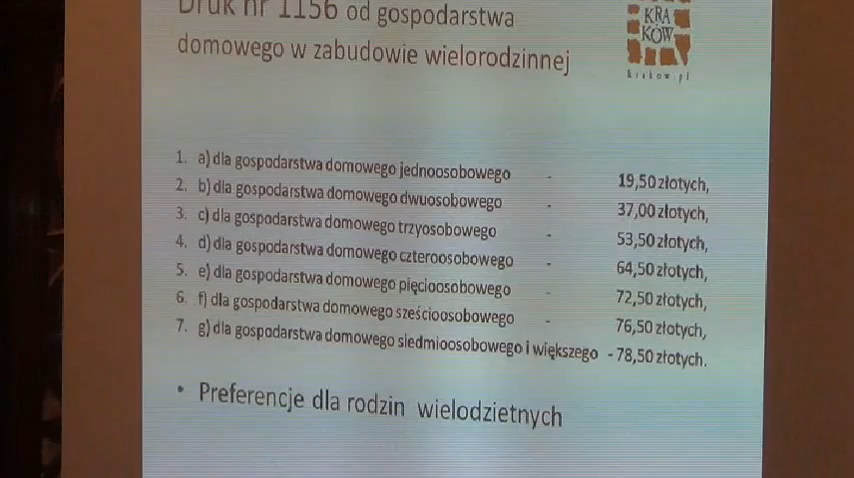 Druk nr 1156 od gospodarstwa
domowego w zabudowie wielorodzinnej
KRA
KÓW
krakow.pl
1. a) dla gospodarstwa domowego jednoosobowego - 19,50 złotych,
2. b) dla gospodarstwa domowego dwuosobowego - 37,00 złotych,
3. c) dla gospodarstwa domowego trzyosobowego - 53,50 złotych,
4. d) dla gospodarstwa domowego czteroosobowego - 64,50 złotych,
5. e) dla gospodarstwa domowego pięcioosobowego - 72,50 złotych,
6. f) dla gospodarstwa domowego sześcioosobowego - 76,50 złotych,
7. g) dla gospodarstwa domowego siedmioosobowego i większego - 78,50 złotych.
• Preferencje dla rodzin wielodzietnych